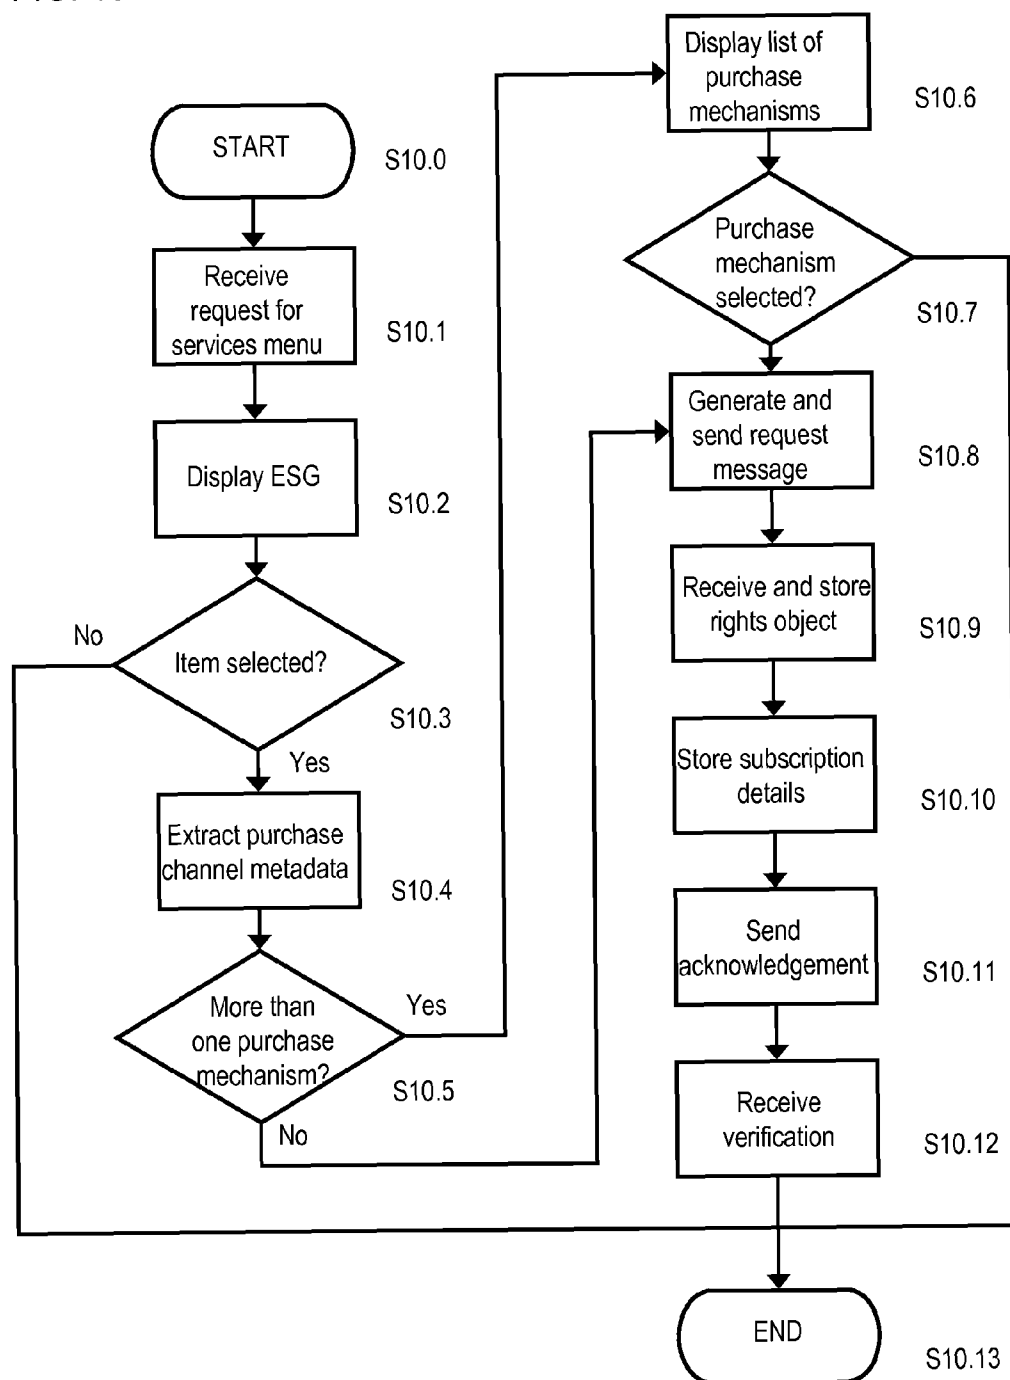 START
S10.0
Receive
request for
services menu
S10.1
Display ESG
S10.2
No
Item selected?
S10.3
Yes
Extract purchase
channel metadata
S10.4
More than
one purchase
mechanism?
Yes
S10.5
No
Display list of
purchase
mechanisms
S10.6
Purchase
mechanism
selected?
S10.7
Generate and
send request
message
S10.8
Receive and store
rights object
S10.9
Store subscription
details
S10.10
Send
acknowledgement
S10.11
Receive
verification
S10.12
END
S10.13